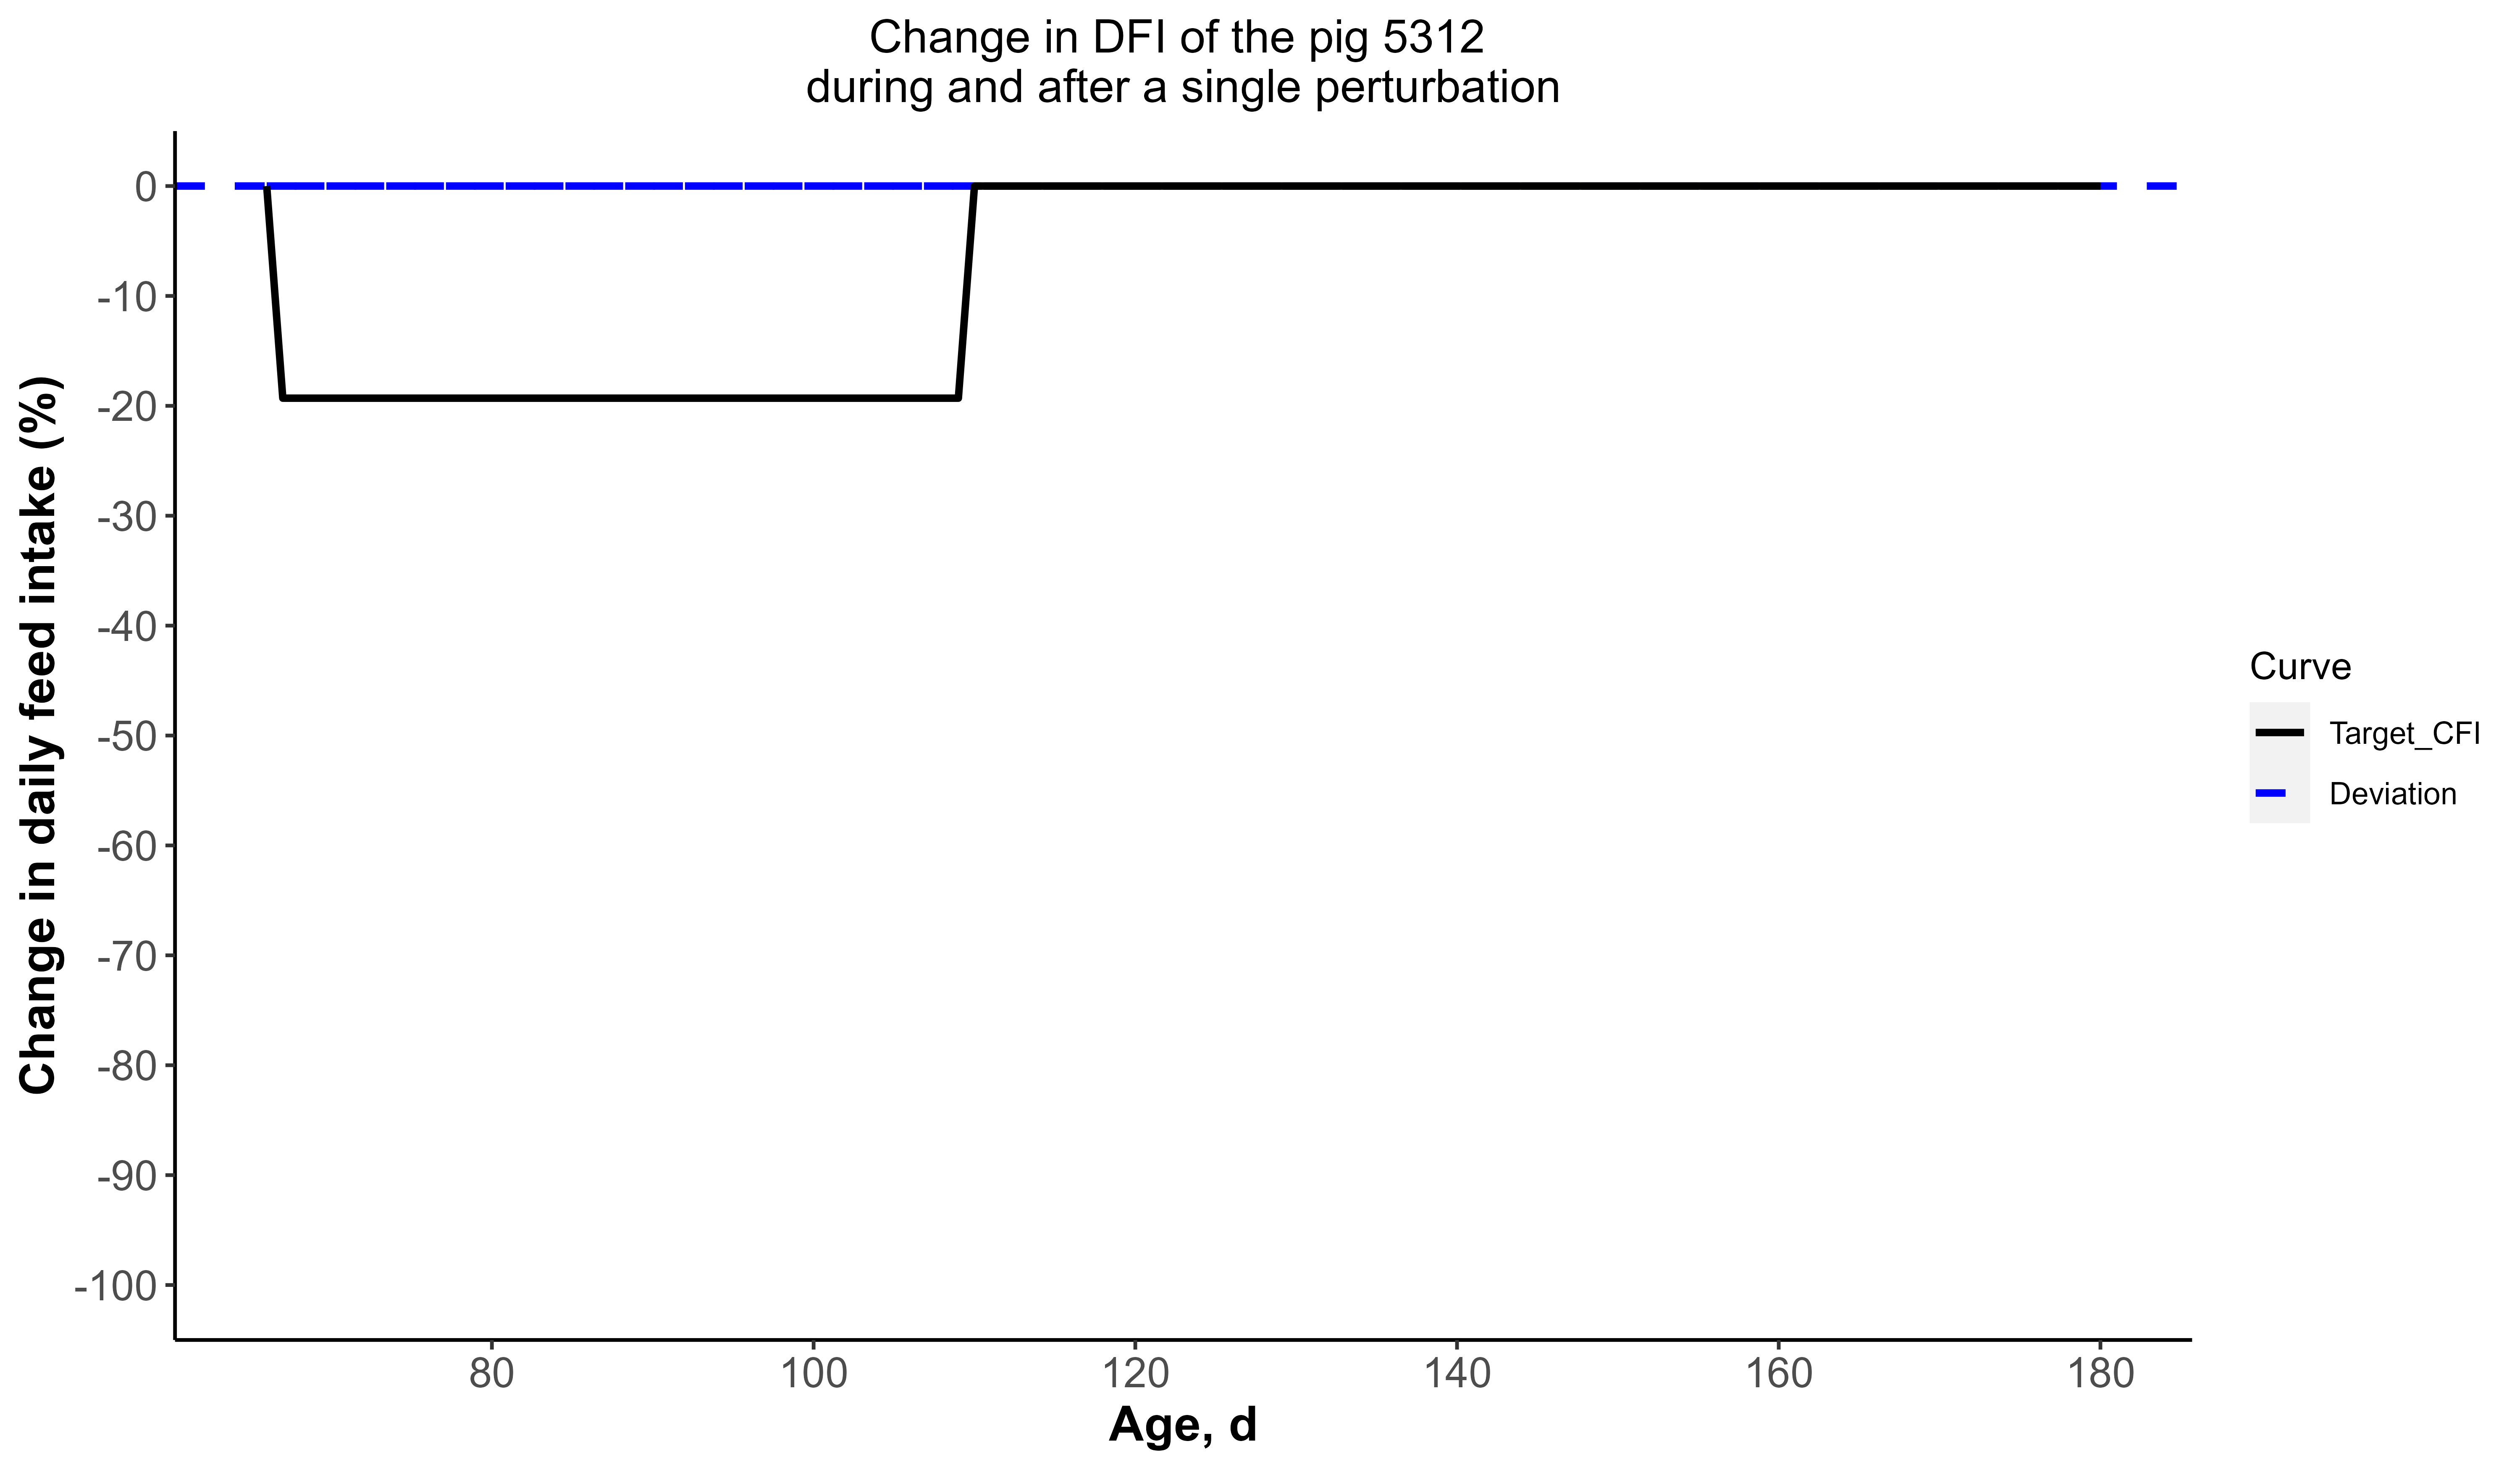 Change in DFI of the pig 5312
during and after a single perturbation
Change in daily feed intake (%)
0
-10
-20
-30
-40
-50
-60
-70
-80
-90
-100
80
100
120
140
160
180
Age, d
Curve
Target_CFI
Deviation